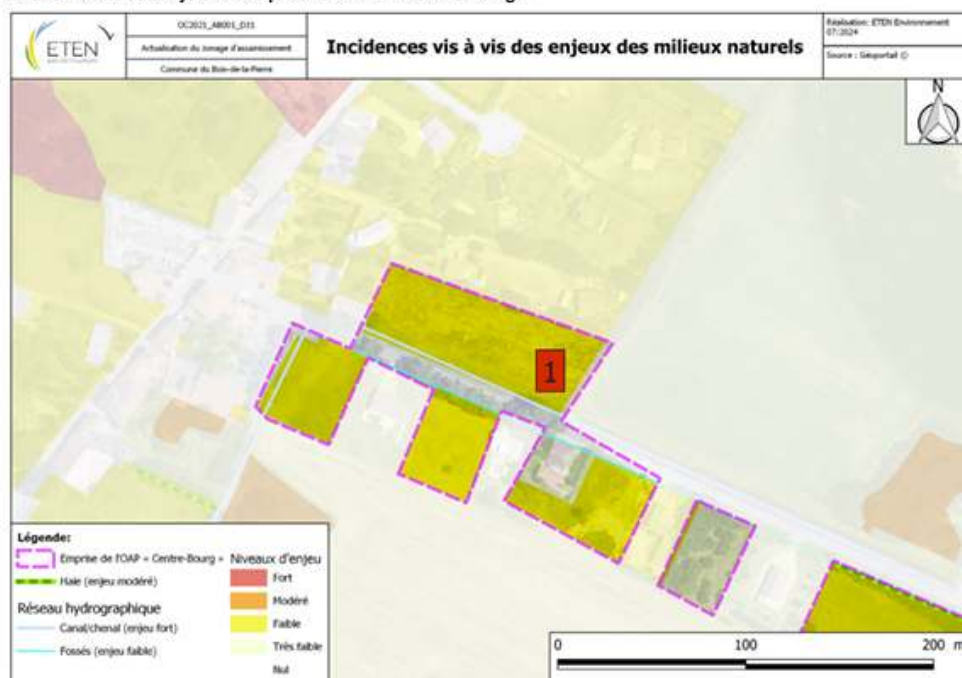 ETEN
OC2021_AB001_D31
Actualisation du zonage d'assainissement
Commune du Bois-de-la-Pierre
Incidences vis à vis des enjeux des milieux naturels
Réalisation: ETEN Environnement
07/2024
Source : Géoportail ©
N
1
Légende:
Emprise de l'OAP « Centre-Bourg »
Haie (enjeu modéré)
Réseau hydrographique
Canal/chenal (enjeu fort)
Fossés (enjeu faible)
Niveaux d'enjeu
Fort
Modéré
Faible
Très faible
Nul
0 100 200 m